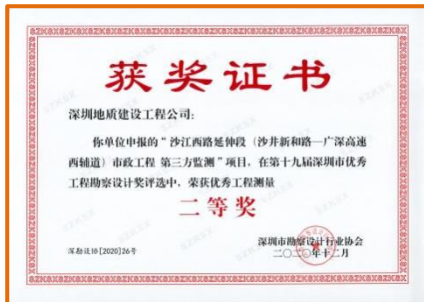 获奖证书
深圳地质建设工程公司:
你单位申报的“沙江西路延伸段(沙井新和路—广深高速
西辅道)市政工程 第三方监测”项目，在第十九届深圳市优秀
工程勘察设计奖评选中，荣获优秀工程测量
二等奖
深圳市勘察设计行业协会
深勘设协[2020]26号
二〇二〇年十二月